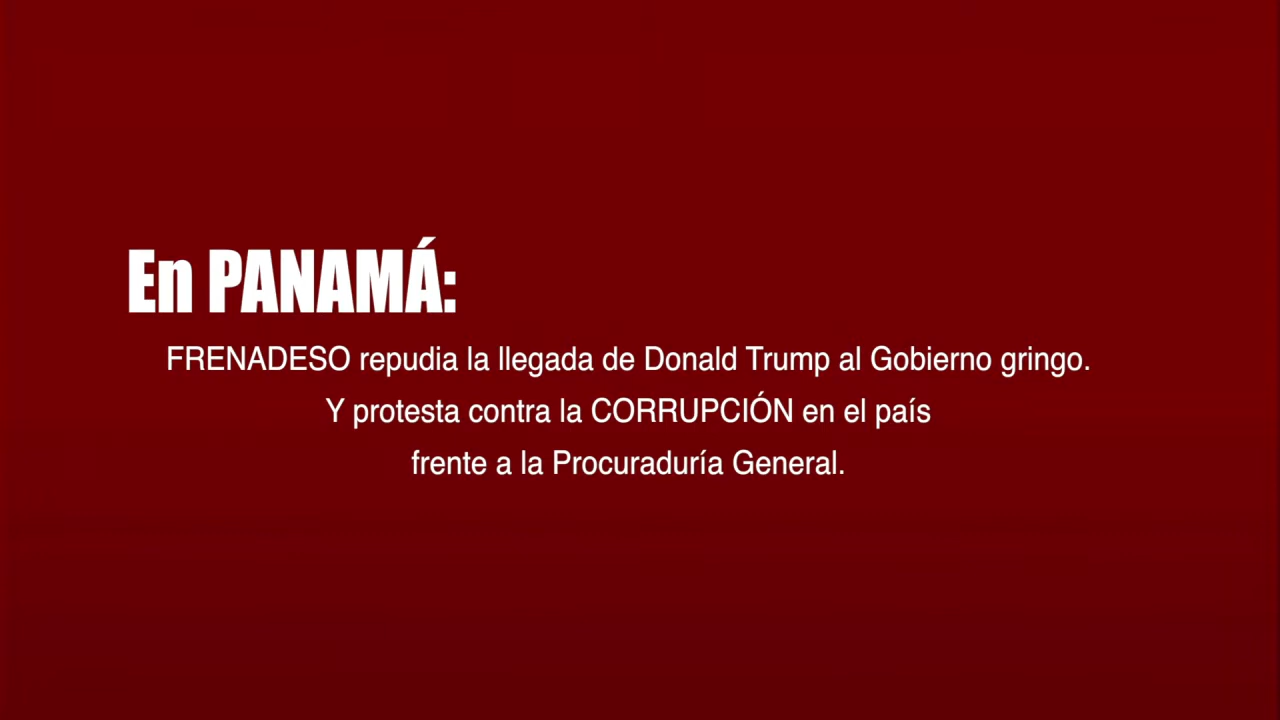 En PANAMÁ:
FRENADESO repudia la llegada de Donald Trump al Gobierno gringo.
Y protesta contra la CORRUPCIÓN en el país
frente a la Procuraduría General.